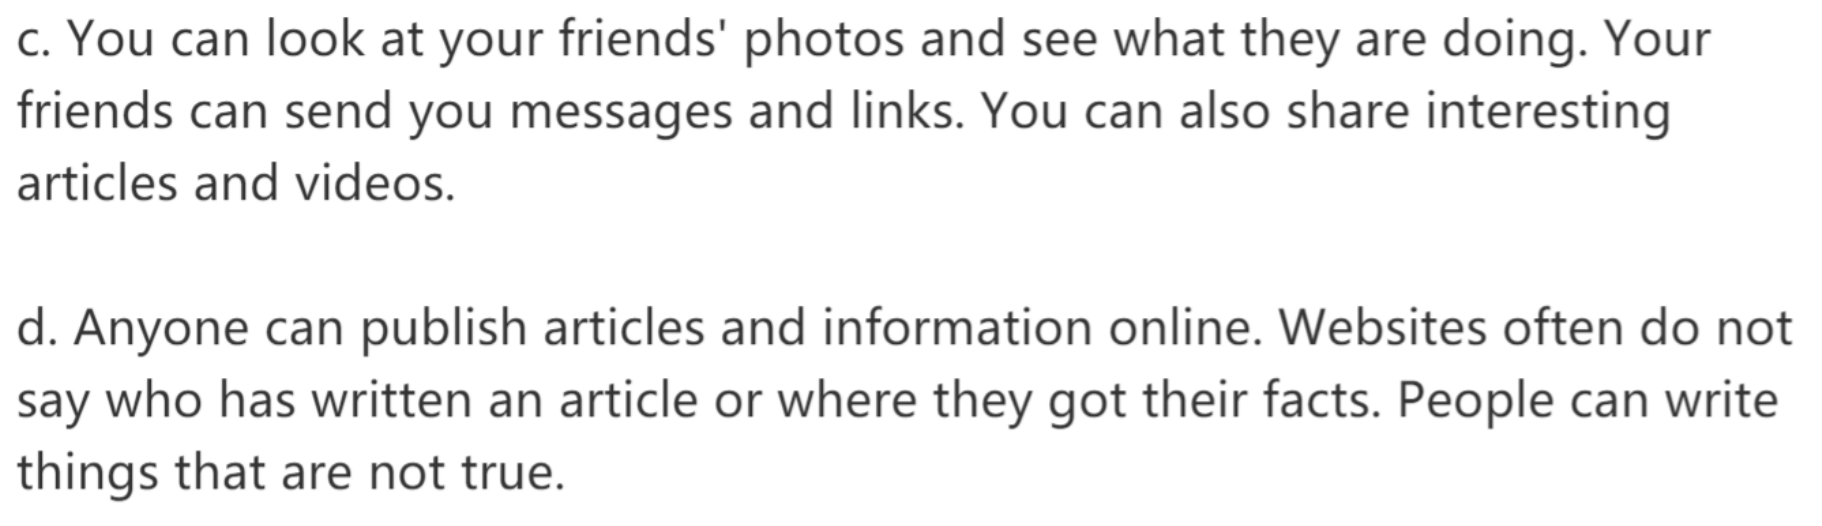 c. You can look at your friends' photos and see what they are doing. Your
friends can send you messages and links. You can also share interesting
articles and videos.
d. Anyone can publish articles and information online. Websites often do not
say who has written an article or where they got their facts. People can write
things that are not true.